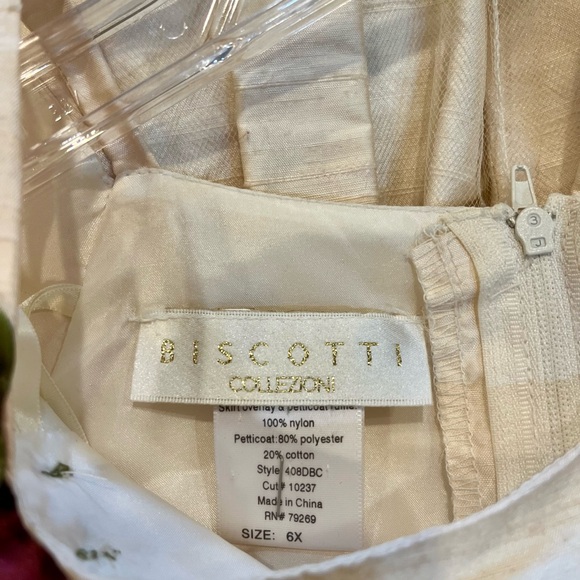 BISCOTTI
COLLEZIONI
Skirt overlay & petticoat
100% nylon
Petticoat: 80% polyester
20% cotton
Style# 408DBC
Cut# 10237
Made in China
RN# 79269
SIZE: 6X